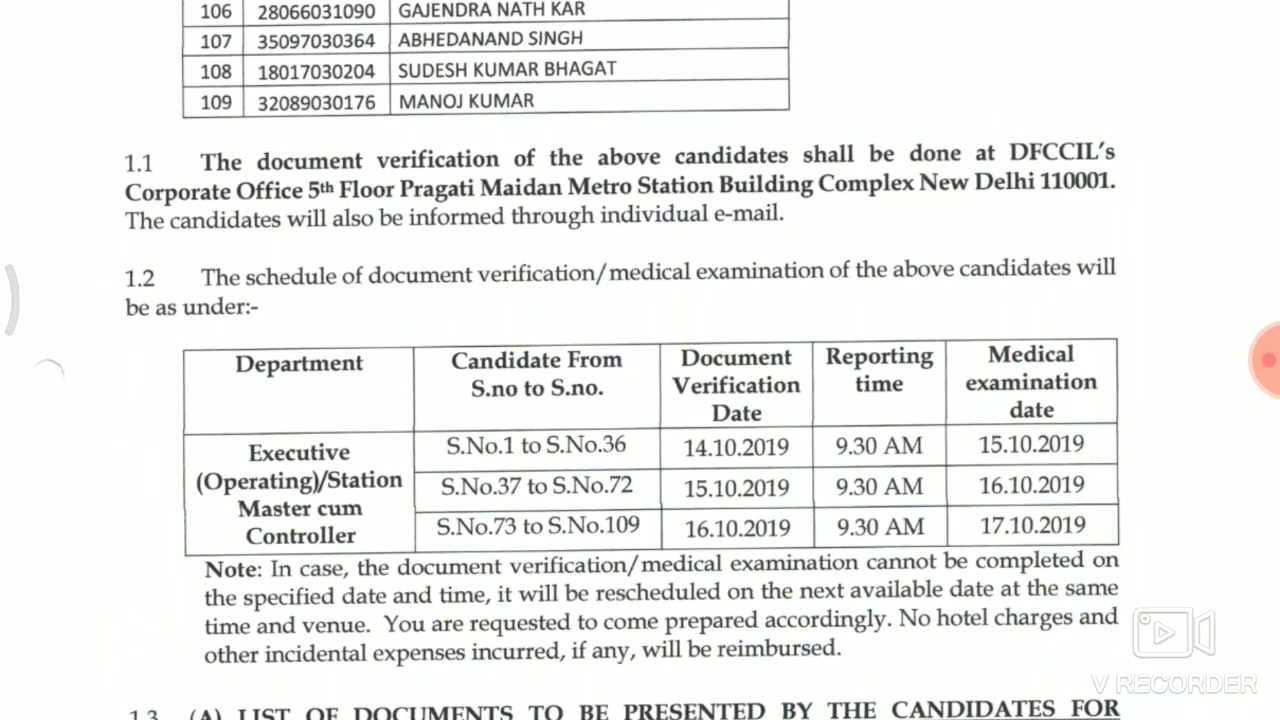 106 28066031090 GAJENDRA NATH KAR
107 35097030364 ABHEDANAND SINGH
108 18017030204 SUDESH KUMAR BHAGAT
109 32089030176 MANOJ KUMAR
1.1 The document verification of the above candidates shall be done at DFCCIL's
Corporate Office 5th Floor Pragati Maidan Metro Station Building Complex New Delhi 110001.
The candidates will also be informed through individual e-mail.
1.2 The schedule of document verification/medical examination of the above candidates will
be as under:-
Department Candidate From S.no to S.no. Document Verification Date Reporting time Medical examination date
Executive (Operating)/Station Master cum Controller
S.No.1 to S.No.36 14.10.2019 9.30 AM 15.10.2019
S.No.37 to S.No.72 15.10.2019 9.30 AM 16.10.2019
S.No.73 to S.No.109 16.10.2019 9.30 AM 17.10.2019
Note: In case, the document verification/medical examination cannot be completed on
the specified date and time, it will be rescheduled on the next available date at the same
time and venue. You are requested to come prepared accordingly. No hotel charges and
other incidental expenses incurred, if any, will be reimbursed.
1.3 (A) LIST OF DOCUMENTS TO BE PRESENTED BY THE CANDIDATES FOR
V RECORDER